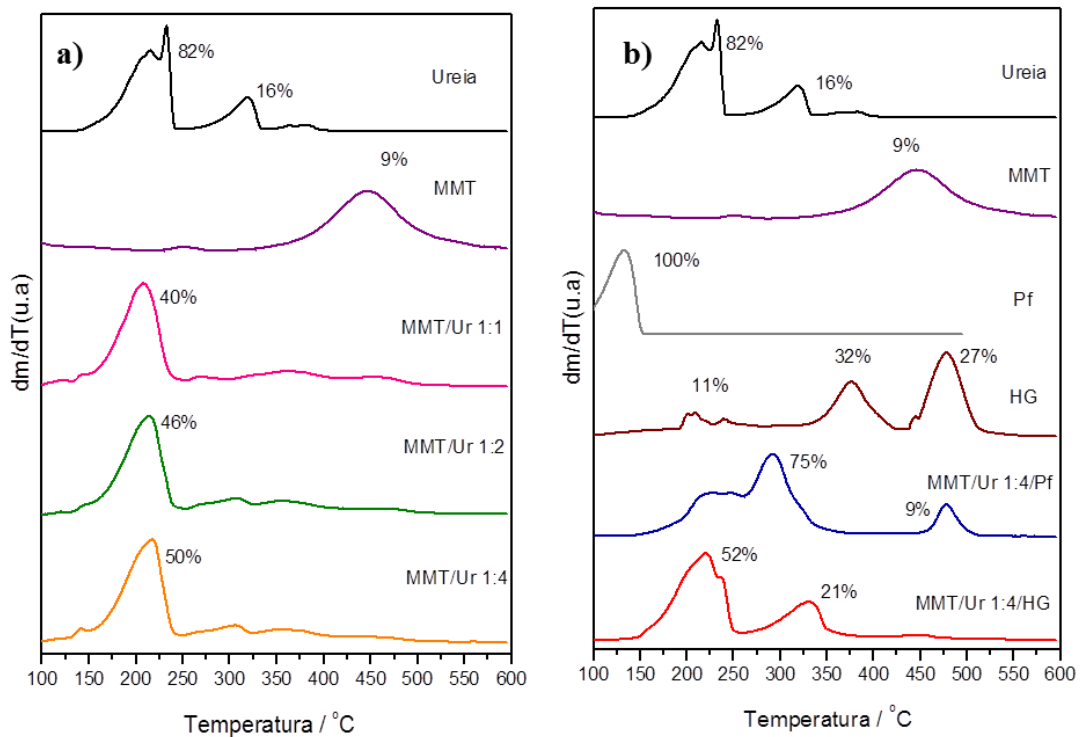 a)
82%
Ureia
16%
9%
MMT
40%
MMT/Ur 1:1
46%
MMT/Ur 1:2
50%
MMT/Ur 1:4
dm/dT(u.a)
100 150 200 250 300 350 400 450 500 550 600
Temperatura / °C
b)
82%
Ureia
16%
9%
MMT
100%
Pf
32%
27%
11%
HG
75%
MMT/Ur 1:4/Pf
9%
52%
21%
MMT/Ur 1:4/HG
dm/dT(u.a)
100 150 200 250 300 350 400 450 500 550 600
Temperatura / °C